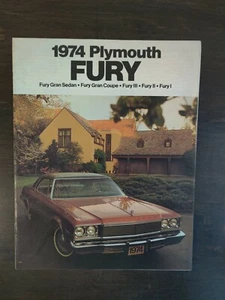 1974 Plymouth
FURY
Fury Gran Sedan • Fury Gran Coupe • Fury III • Fury II • Fury I